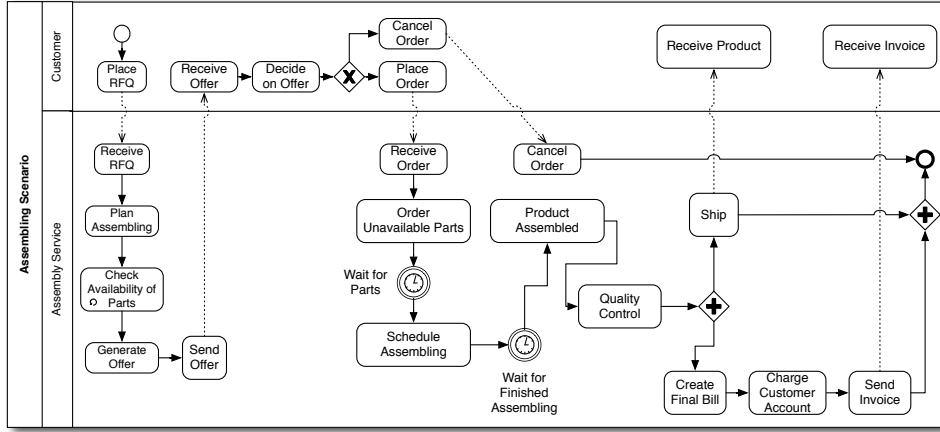 Assembling Scenario
Customer
Place
RFQ
Receive
Offer
Decide
on Offer
X
Cancel
Order
Place
Order
Receive Product
Receive Invoice
Assembly Service
Receive
RFQ
Plan
Assembling
Check
Availability of
Parts
Generate
Offer
Send
Offer
Receive
Order
Order
Unavailable Parts
Wait for
Parts
Schedule
Assembling
Wait for
Finished
Assembling
Cancel
Order
Product
Assembled
Quality
Control
Ship
Create
Final Bill
Charge
Customer
Account
Send
Invoice